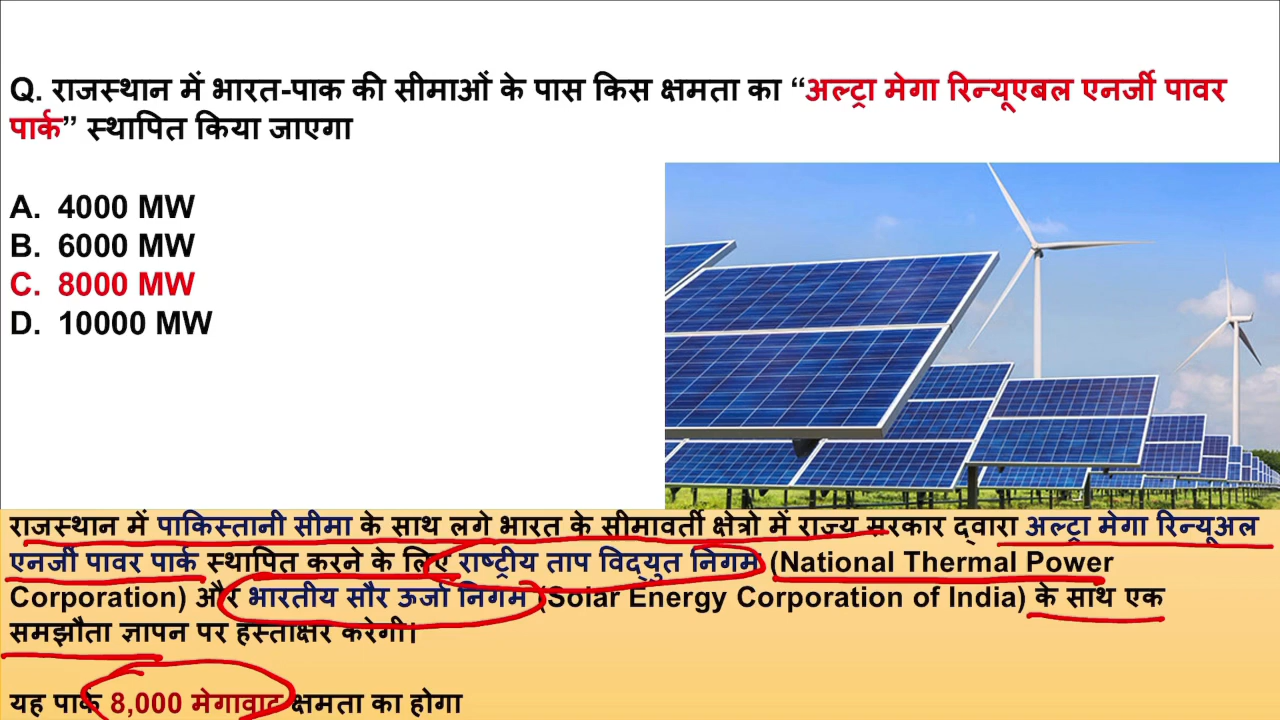 Q. राजस्थान में भारत-पाक की सीमाओं के पास किस क्षमता का “अल्ट्रा मेगा रिन्यूएबल एनर्जी पावर
पार्क” स्थापित किया जाएगा
A. 4000 MW
B. 6000 MW
C. 8000 MW
D. 10000 MW
राजस्थान में पाकिस्तानी सीमा के साथ लगे भारत के सीमावर्ती क्षेत्रो में राज्य सरकार द्वारा अल्ट्रा मेगा रिन्यूअल
एनर्जी पावर पार्क स्थापित करने के लिए राष्ट्रीय ताप विद्युत निगम (National Thermal Power
Corporation) और भारतीय सौर ऊर्जा निगम (Solar Energy Corporation of India) के साथ एक
समझौता ज्ञापन पर हस्ताक्षर करेगी।
यह पार्क 8,000 मेगावाट क्षमता का होगा